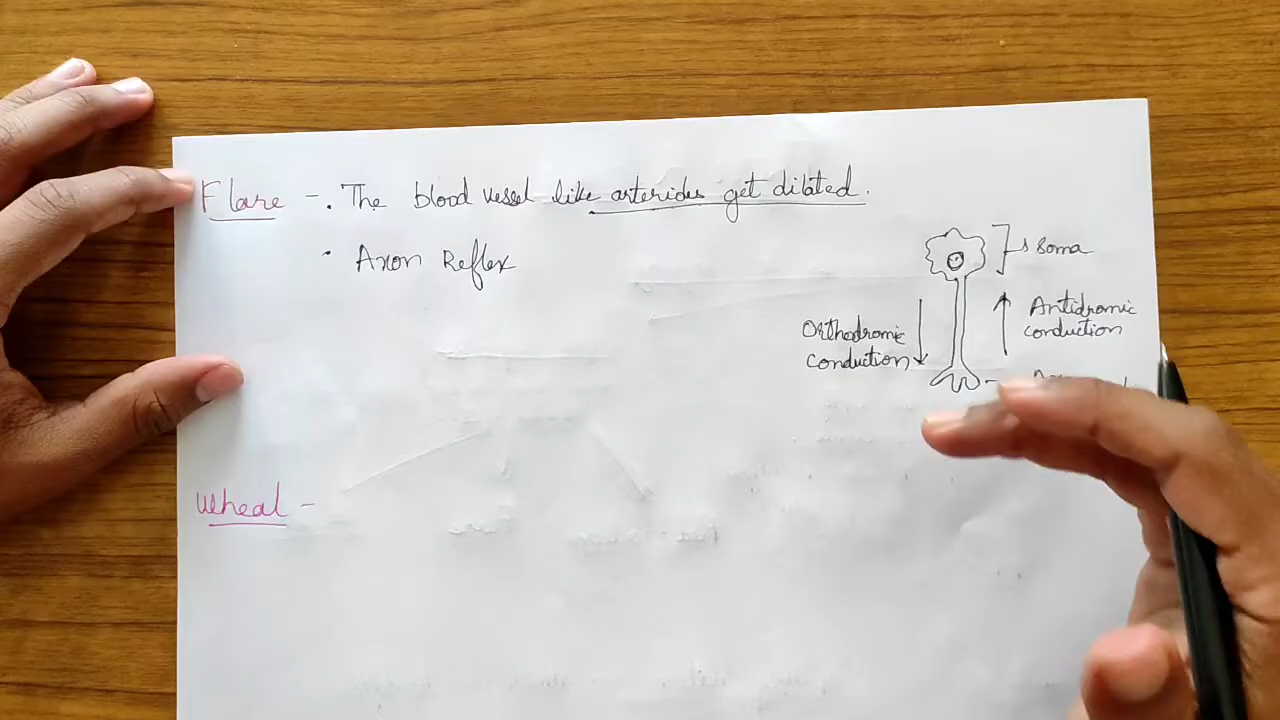 Flare - . The blood vessel like arterioles get dilated.
· Axon Reflex
Soma
Orthodromic
conduction
Antidromic
conduction
Wheal -